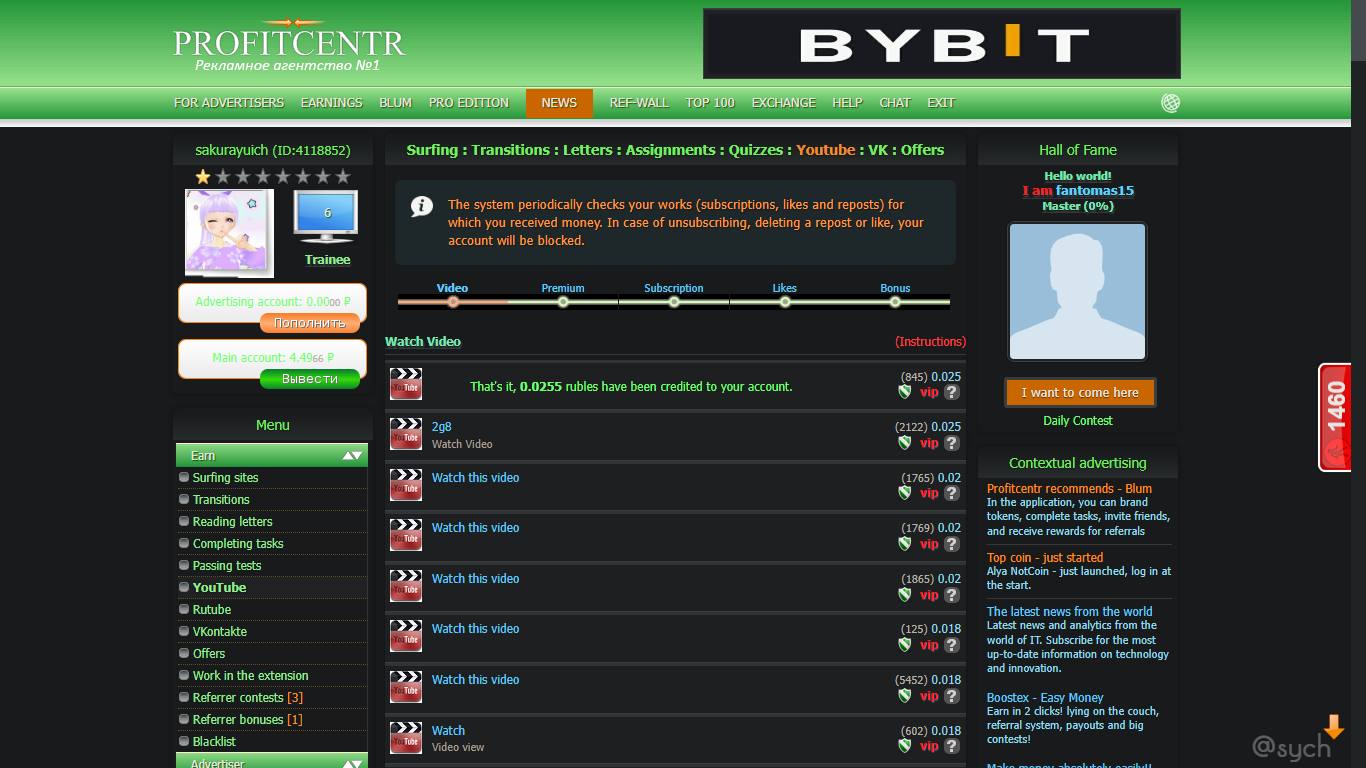 PROFITCENTR
Рекламное агентство №1
BYBIT
FOR ADVERTISERS EARNINGS BLUM PRO EDITION NEWS REF-WALL TOP 100 EXCHANGE HELP CHAT EXIT
sakurayuich (ID:4118852)
6
Trainee
Advertising account: 0.0000 ₽
Пополнить
Main account: 4.4966 ₽
Вывести
Menu
Earn
Surfing sites
Transitions
Reading letters
Completing tasks
Passing tests
YouTube
Rutube
VKontakte
Offers
Work in the extension
Referrer contests [3]
Referrer bonuses [1]
Blacklist
Advertiser
Surfing : Transitions : Letters : Assignments : Quizzes : Youtube : VK : Offers
The system periodically checks your works (subscriptions, likes and reposts) for
which you received money. In case of unsubscribing, deleting a repost or like, your
account will be blocked.
Video Premium Subscription Likes Bonus
Watch Video (Instructions)
YouTube That's it, 0.0255 rubles have been credited to your account. (845) 0.025
vip ?
YouTube 2g8 (2122) 0.025
Watch Video vip ?
YouTube Watch this video (1765) 0.02
vip ?
YouTube Watch this video (1769) 0.02
vip ?
YouTube Watch this video (1865) 0.02
vip ?
YouTube Watch this video (125) 0.018
vip ?
YouTube Watch this video (5452) 0.018
vip ?
YouTube Watch (602) 0.018
Video view vip ?
Hall of Fame
Hello world!
I am fantomas15
Master (0%)
I want to come here
Daily Contest
Contextual advertising
Profitcentr recommends - Blum
In the application, you can brand
tokens, complete tasks, invite friends,
and receive rewards for referrals
Top coin - just started
Alya NotCoin - just launched, log in at
the start.
The latest news from the world
Latest news and analytics from the
world of IT. Subscribe for the most
up-to-date information on technology
and innovation.
Boostex - Easy Money
Earn in 2 clicks! lying on the couch,
referral system, payouts and big
contests!
Make money absolutely easily!!
1460
@sych